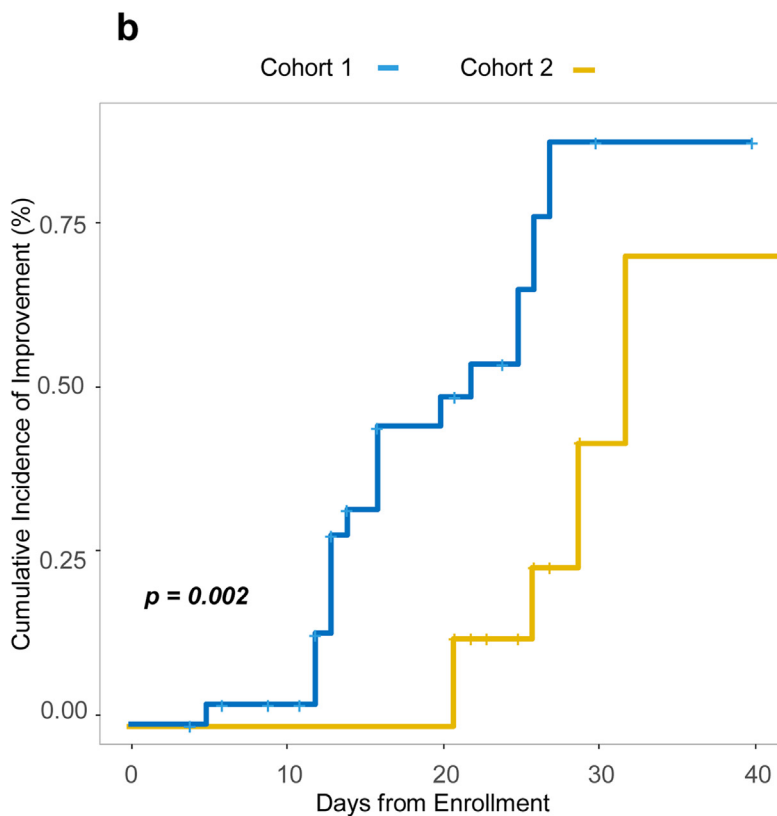 b
Cohort 1 Cohort 2
Cumulative Incidence of Improvement (%)
0.75
0.50
0.25
0.00
p = 0.002
0 10 20 30 40
Days from Enrollment